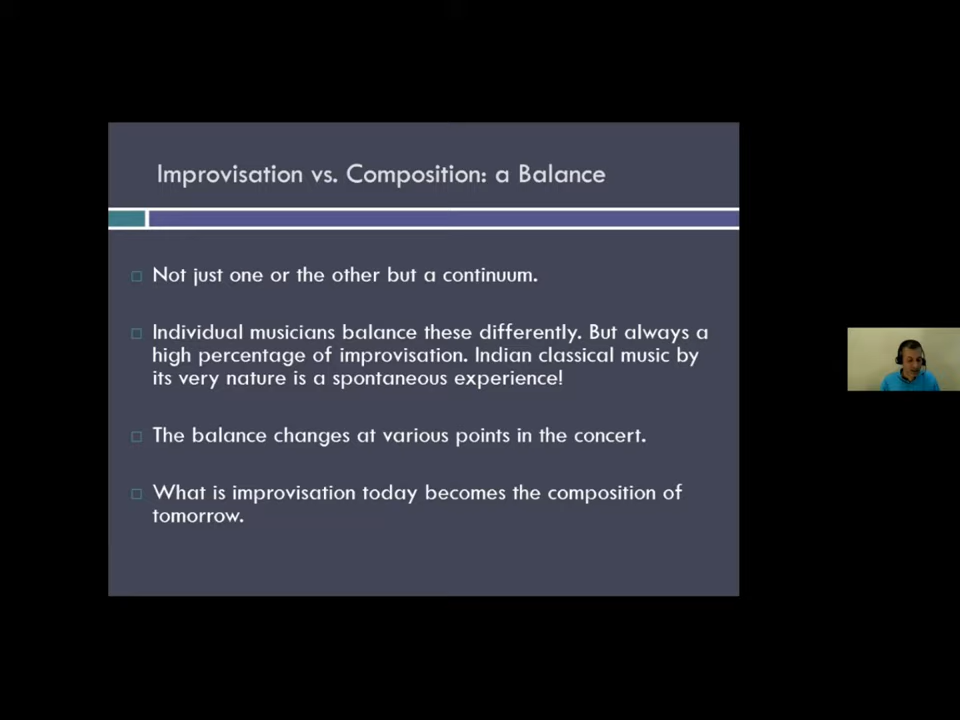 Improvisation vs. Composition: a Balance
Not just one or the other but a continuum.
Individual musicians balance these differently. But always a
high percentage of improvisation. Indian classical music by
its very nature is a spontaneous experience!
The balance changes at various points in the concert.
What is improvisation today becomes the composition of
tomorrow.